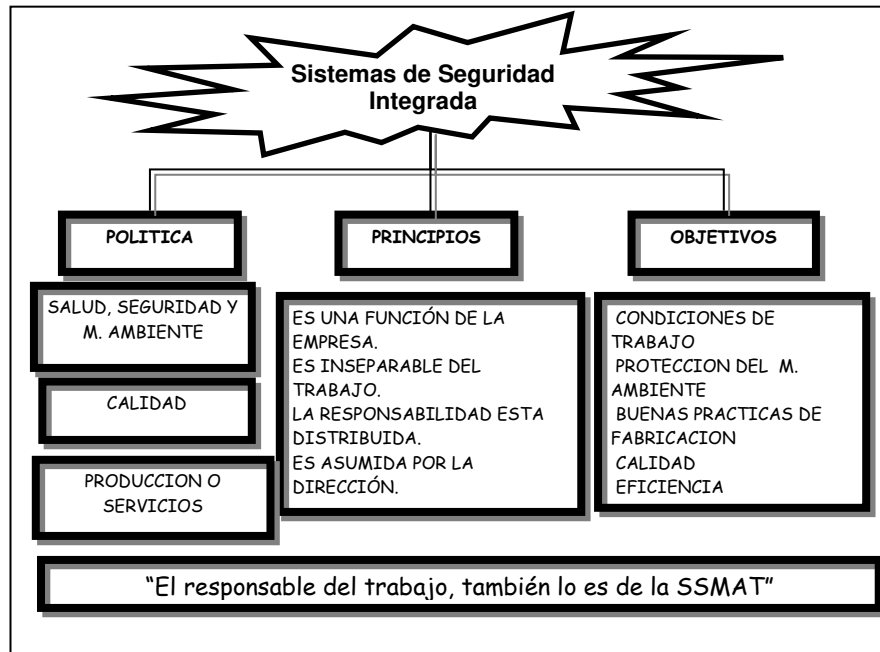 Sistemas de Seguridad
Integrada
POLITICA
PRINCIPIOS
OBJETIVOS
SALUD, SEGURIDAD Y
M. AMBIENTE
CALIDAD
PRODUCCION O
SERVICIOS
ES UNA FUNCIÓN DE LA
EMPRESA.
ES INSEPARABLE DEL
TRABAJO.
LA RESPONSABILIDAD ESTA
DISTRIBUIDA.
ES ASUMIDA POR LA
DIRECCIÓN.
CONDICIONES DE
TRABAJO
PROTECCION DEL M.
AMBIENTE
BUENAS PRACTICAS DE
FABRICACION
CALIDAD
EFICIENCIA
“El responsable del trabajo, también lo es de la SSMAT”